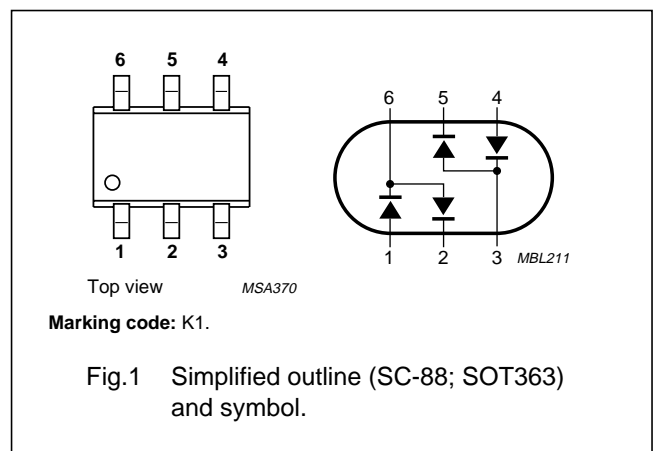 6 5 4
6 5 4
1 2 3
1 2 3 MBL211
Top view MSA370
Marking code: K1.
Fig.1 Simplified outline (SC-88; SOT363)
and symbol.